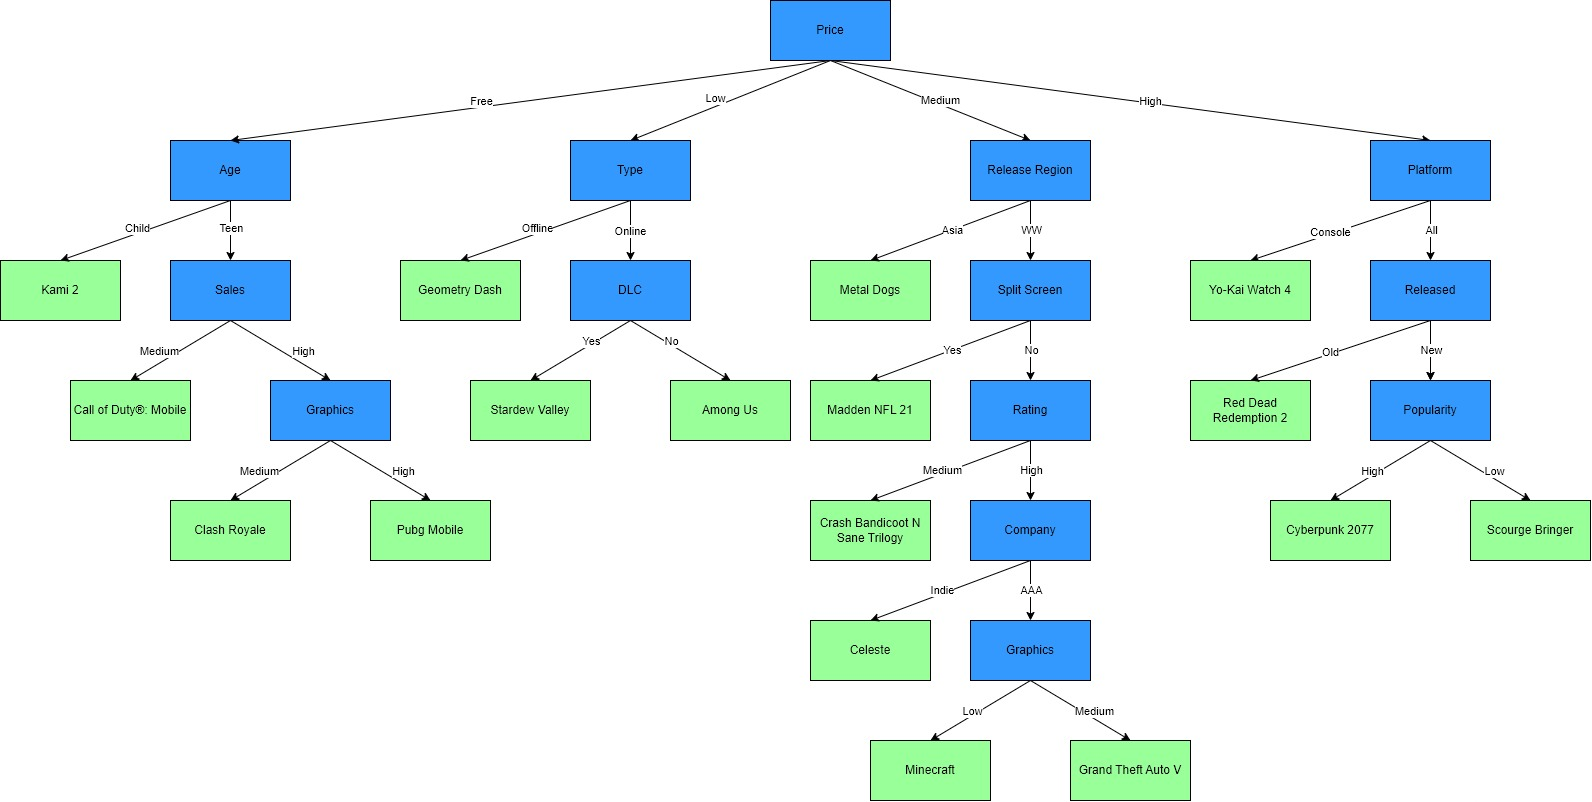 Price
Free
Low
Medium
High
Age
Type
Release Region
Platform
Child
Teen
Offline
Online
Asia
WW
Console
All
Kami 2
Sales
Geometry Dash
DLC
Metal Dogs
Split Screen
Yo-Kai Watch 4
Released
Medium
High
Yes
No
Yes
No
Old
New
Call of Duty®: Mobile
Graphics
Stardew Valley
Among Us
Madden NFL 21
Rating
Red Dead
Redemption 2
Popularity
Medium
High
Medium
High
High
Low
Clash Royale
Pubg Mobile
Crash Bandicoot N
Sane Trilogy
Company
Cyberpunk 2077
Scourge Bringer
Indie
AAA
Celeste
Graphics
Low
Medium
Minecraft
Grand Theft Auto V